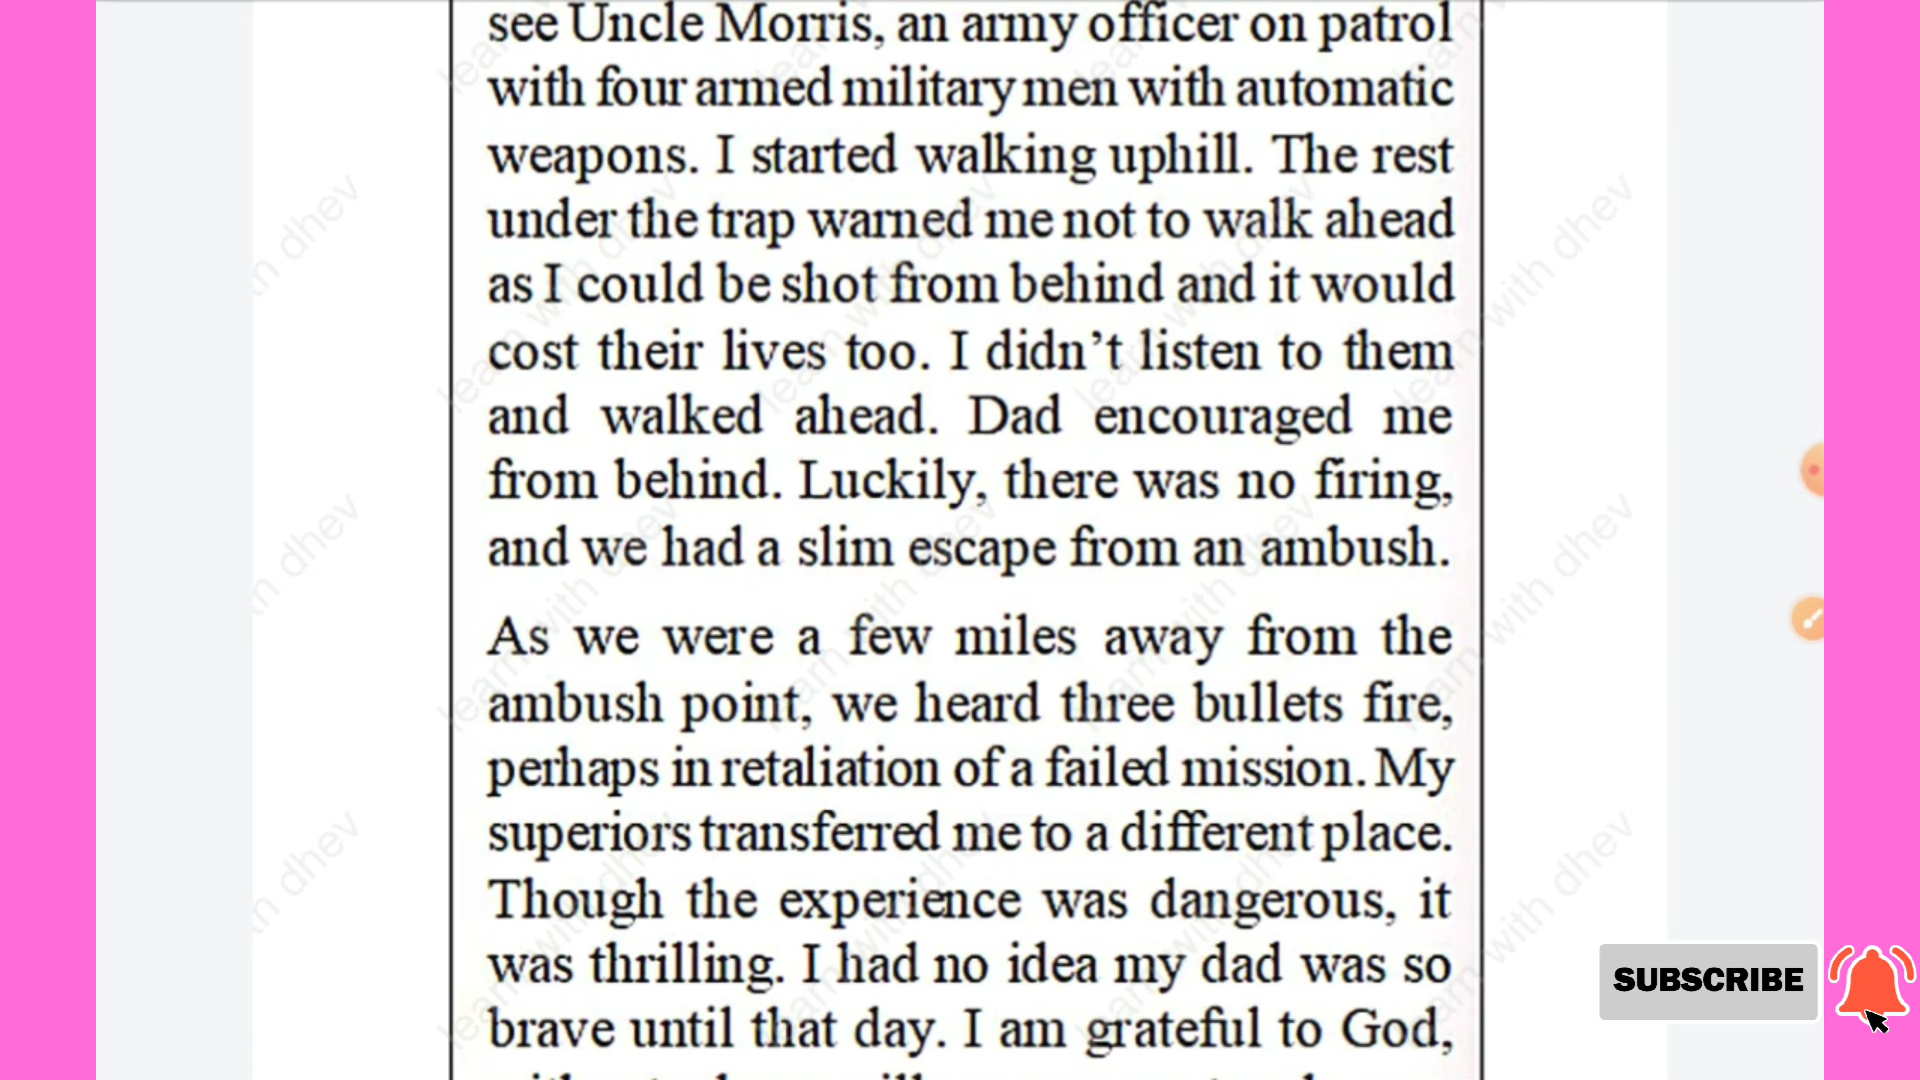 see Uncle Morris, an army officer on patrol
with four armed military men with automatic
weapons. I started walking uphill. The rest
under the trap warned me not to walk ahead
as I could be shot from behind and it would
cost their lives too. I didn’t listen to them
and walked ahead. Dad encouraged me
from behind. Luckily, there was no firing,
and we had a slim escape from an ambush.
As we were a few miles away from the
ambush point, we heard three bullets fire,
perhaps in retaliation of a failed mission. My
superiors transferred me to a different place.
Though the experience was dangerous, it
was thrilling. I had no idea my dad was so
brave until that day. I am grateful to God,
SUBSCRIBE
learn with dhev